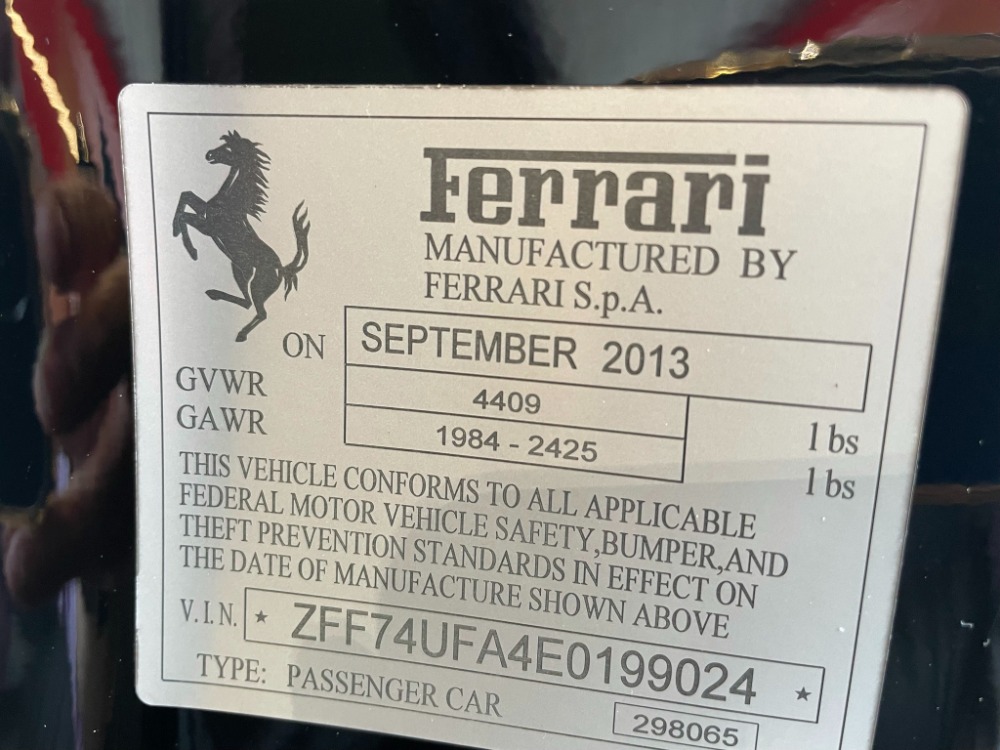 Ferrari
MANUFACTURED BY
FERRARI S.p.A.
ON SEPTEMBER 2013
GVWR 4409 lbs
GAWR 1984 - 2425 lbs
THIS VEHICLE CONFORMS TO ALL APPLICABLE
FEDERAL MOTOR VEHICLE SAFETY,BUMPER,AND
THEFT PREVENTION STANDARDS IN EFFECT ON
THE DATE OF MANUFACTURE SHOWN ABOVE
V.I.N. * ZFF74UFA4E0199024 *
TYPE: PASSENGER CAR
298065